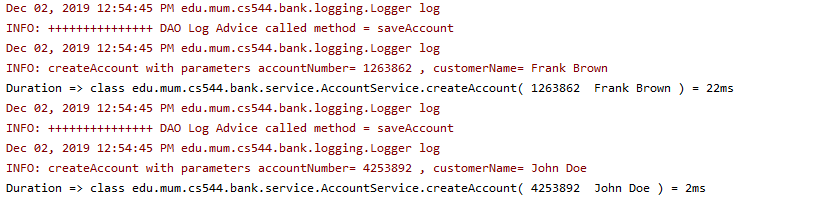 Dec 02, 2019 12:54:45 PM edu.mum.cs544.bank.logging.Logger log
INFO: +++++++++++++++ DAO Log Advice called method = saveAccount
Dec 02, 2019 12:54:45 PM edu.mum.cs544.bank.logging.Logger log
INFO: createAccount with parameters accountNumber= 1263862 , customerName= Frank Brown
Duration => class edu.mum.cs544.bank.service.AccountService.createAccount( 1263862  Frank Brown ) = 22ms
Dec 02, 2019 12:54:45 PM edu.mum.cs544.bank.logging.Logger log
INFO: +++++++++++++++ DAO Log Advice called method = saveAccount
Dec 02, 2019 12:54:45 PM edu.mum.cs544.bank.logging.Logger log
INFO: createAccount with parameters accountNumber= 4253892 , customerName= John Doe
Duration => class edu.mum.cs544.bank.service.AccountService.createAccount( 4253892  John Doe ) = 2ms